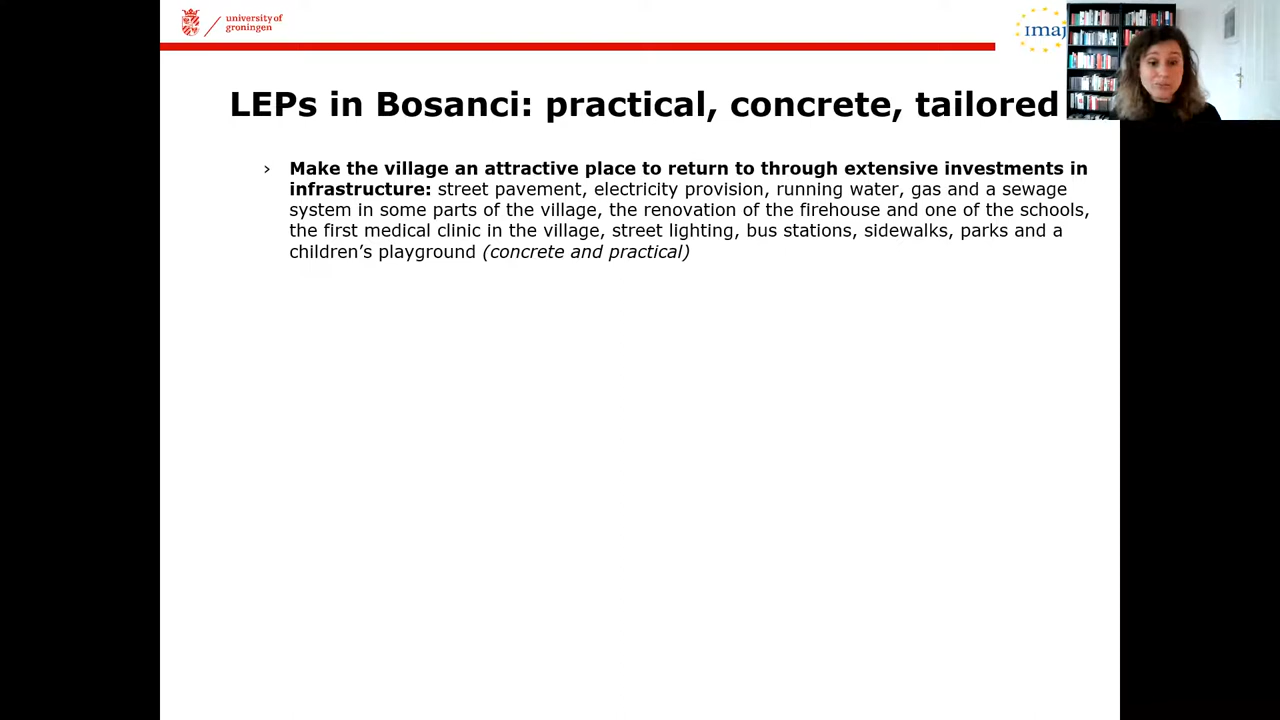 university of
groningen
imaj
LEPs in Bosanci: practical, concrete, tailored
› Make the village an attractive place to return to through extensive investments in
infrastructure: street pavement, electricity provision, running water, gas and a sewage
system in some parts of the village, the renovation of the firehouse and one of the schools,
the first medical clinic in the village, street lighting, bus stations, sidewalks, parks and a
children’s playground (concrete and practical)